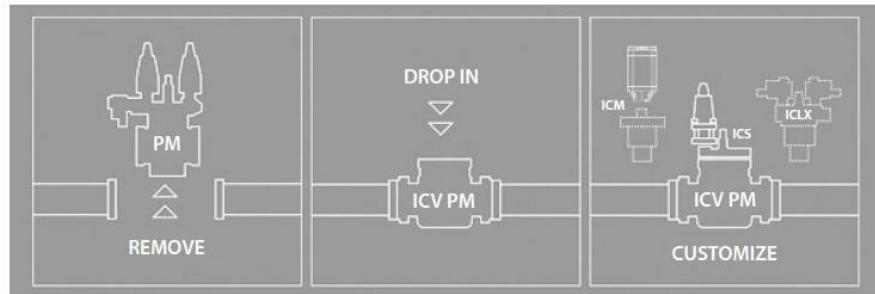 PM
REMOVE
DROP IN
ICV PM
ICM
ICS
ICLX
ICV PM
CUSTOMIZE